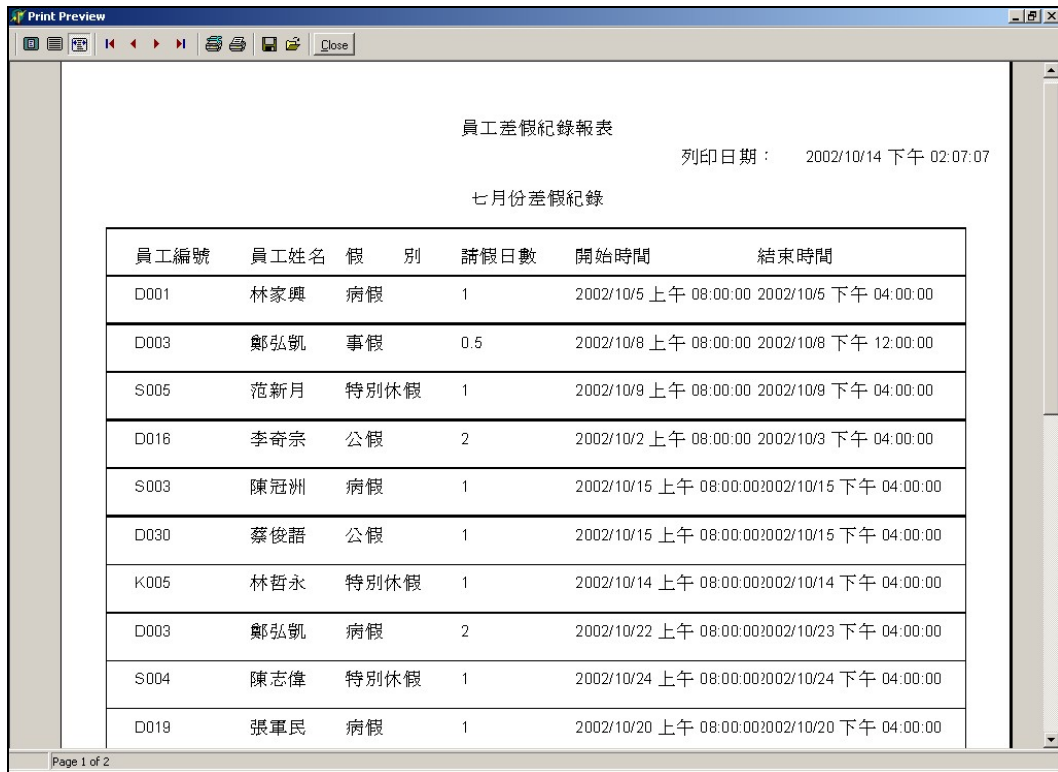 Print Preview
Close
員工差假紀錄報表
列印日期： 2002/10/14 下午 02:07:07
七月份差假紀錄
員工編號 員工姓名 假 別 請假日數 開始時間 結束時間
D001 林家興 病假 1 2002/10/5 上午 08:00:00 2002/10/5 下午 04:00:00
D003 鄭弘凱 事假 0.5 2002/10/8 上午 08:00:00 2002/10/8 下午 12:00:00
S005 范新月 特別休假 1 2002/10/9 上午 08:00:00 2002/10/9 下午 04:00:00
D016 李奇宗 公假 2 2002/10/2 上午 08:00:00 2002/10/3 下午 04:00:00
S003 陳冠洲 病假 1 2002/10/15 上午 08:00:00 2002/10/15 下午 04:00:00
D030 蔡俊語 公假 1 2002/10/15 上午 08:00:00 2002/10/15 下午 04:00:00
K005 林哲永 特別休假 1 2002/10/14 上午 08:00:00 2002/10/14 下午 04:00:00
D003 鄭弘凱 病假 2 2002/10/22 上午 08:00:00 2002/10/23 下午 04:00:00
S004 陳志偉 特別休假 1 2002/10/24 上午 08:00:00 2002/10/24 下午 04:00:00
D019 張軍民 病假 1 2002/10/20 上午 08:00:00 2002/10/20 下午 04:00:00
Page 1 of 2